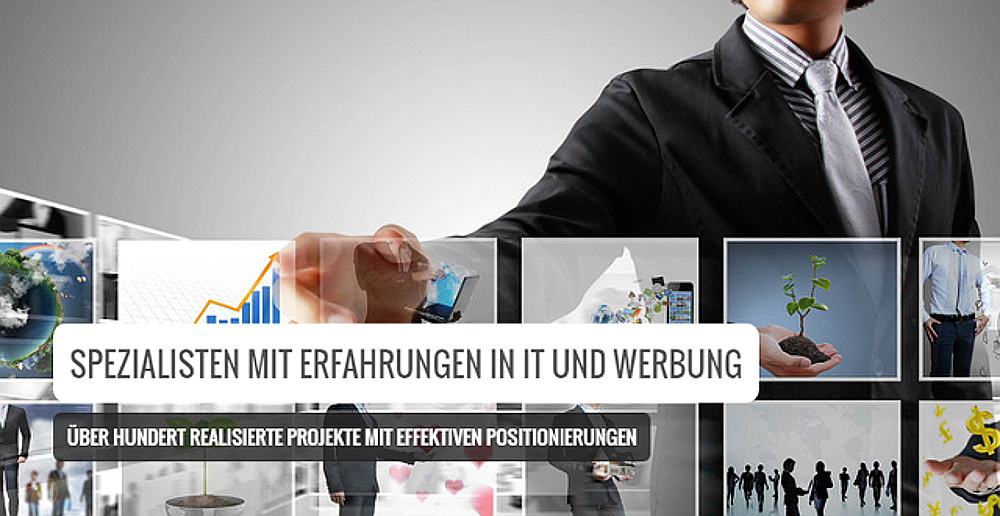 SPEZIALISTEN MIT ERFAHRUNGEN IN IT UND WERBUNG
ÜBER HUNDERT REALISIERTE PROJEKTE MIT EFFEKTIVEN POSITIONIERUNGEN